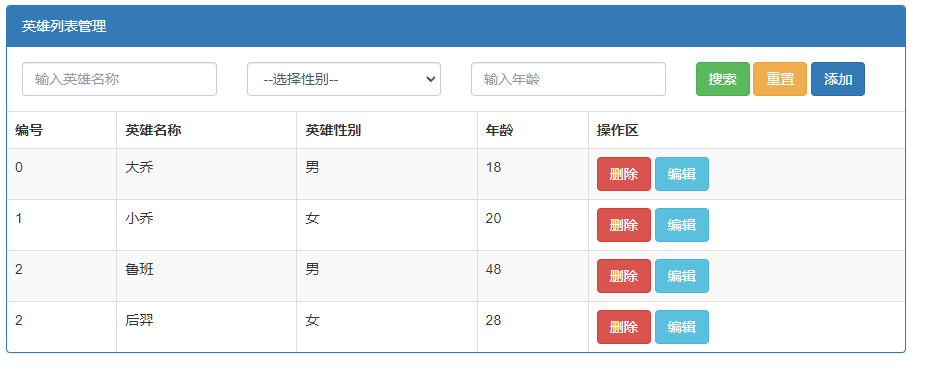 英雄列表管理
输入英雄名称 --选择性别-- 输入年龄 搜索 重置 添加
编号 英雄名称 英雄性别 年龄 操作区
0 大乔 男 18 删除 编辑
1 小乔 女 20 删除 编辑
2 鲁班 男 48 删除 编辑
2 后羿 女 28 删除 编辑